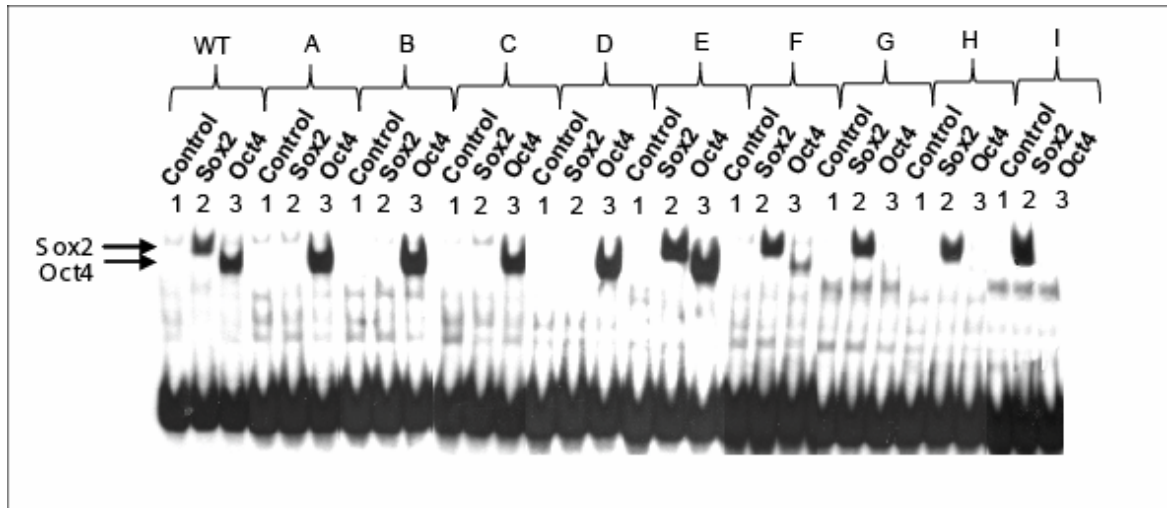 WT A B C D E F G H I
Control Sox2 Oct4 Control Sox2 Oct4 Control Sox2 Oct4 Control Sox2 Oct4 Control Sox2 Oct4 Control Sox2 Oct4 Control Sox2 Oct4 Control Sox2 Oct4 Control Sox2 Oct4 Control Sox2 Oct4
1 2 3 1 2 3 1 2 3 1 2 3 1 2 3 1 2 3 1 2 3 1 2 3 1 2 3 1 2 3
Sox2
Oct4